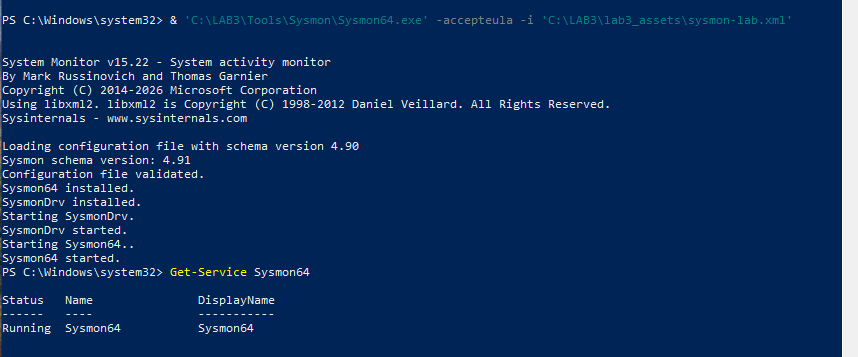 PS C:\Windows\system32> & 'C:\LAB3\Tools\Sysmon\Sysmon64.exe' -accepteula -i 'C:\LAB3\lab3_assets\sysmon-lab.xml'
System Monitor v15.22 - System activity monitor
By Mark Russinovich and Thomas Garnier
Copyright (C) 2014-2026 Microsoft Corporation
Using libxml2. libxml2 is Copyright (C) 1998-2012 Daniel Veillard. All Rights Reserved.
Sysinternals - www.sysinternals.com
Loading configuration file with schema version 4.90
Sysmon schema version: 4.91
Configuration file validated.
Sysmon64 installed.
SysmonDrv installed.
Starting SysmonDrv.
SysmonDrv started.
Starting Sysmon64..
Sysmon64 started.
PS C:\Windows\system32> Get-Service Sysmon64
Status   Name               DisplayName
------   ----               -----------
Running  Sysmon64           Sysmon64